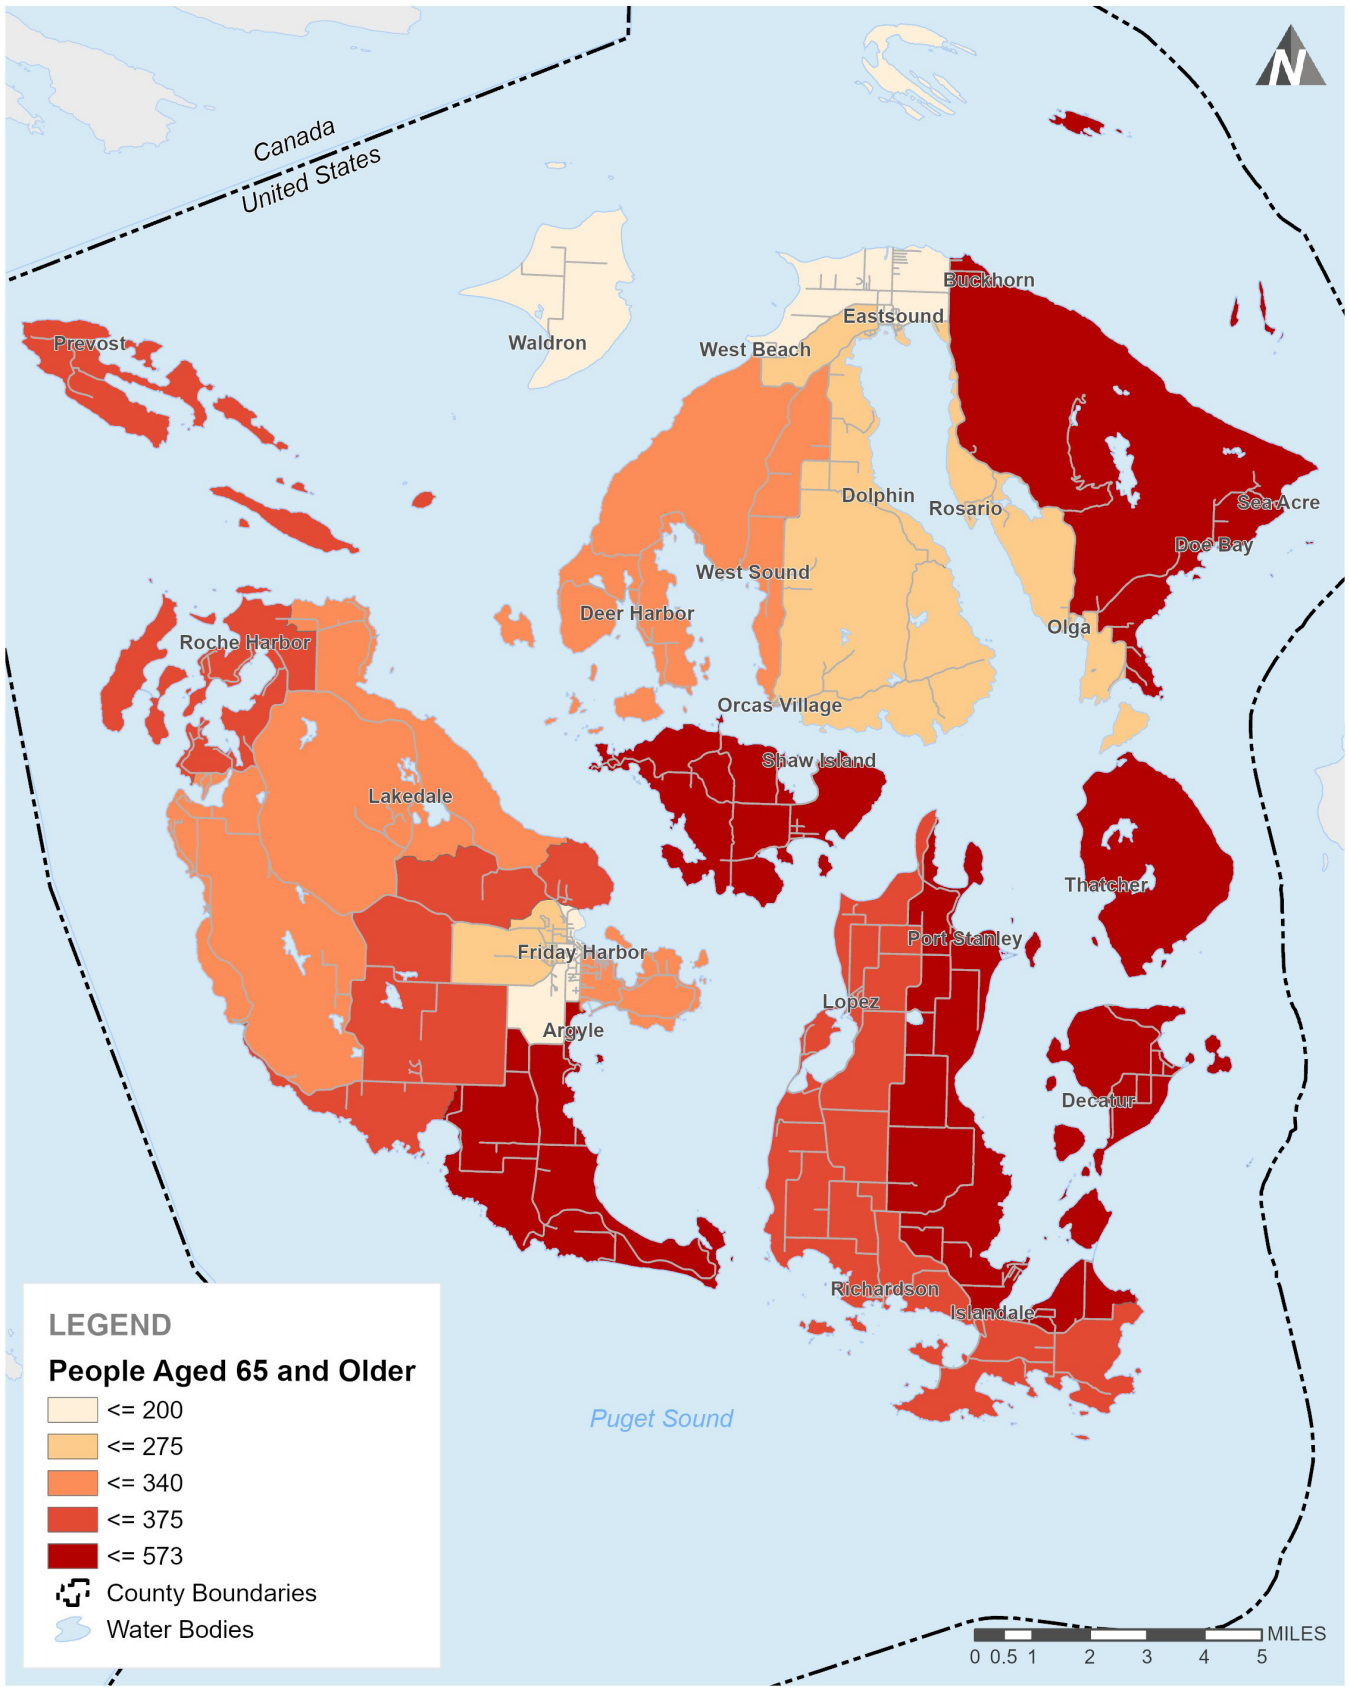 N
Canada
United States
Buckhorn
Eastsound
Prevost
Waldron
West Beach
Dolphin
Rosario
Sea Acre
Doe Bay
West Sound
Deer Harbor
Olga
Roche Harbor
Orcas Village
Shaw Island
Lakedale
Thatcher
Port Stanley
Friday Harbor
Lopez
Argyle
Decatur
Richardson
Islandale
Puget Sound
LEGEND
People Aged 65 and Older
<= 200
<= 275
<= 340
<= 375
<= 573
County Boundaries
Water Bodies
MILES
0 0.5 1 2 3 4 5